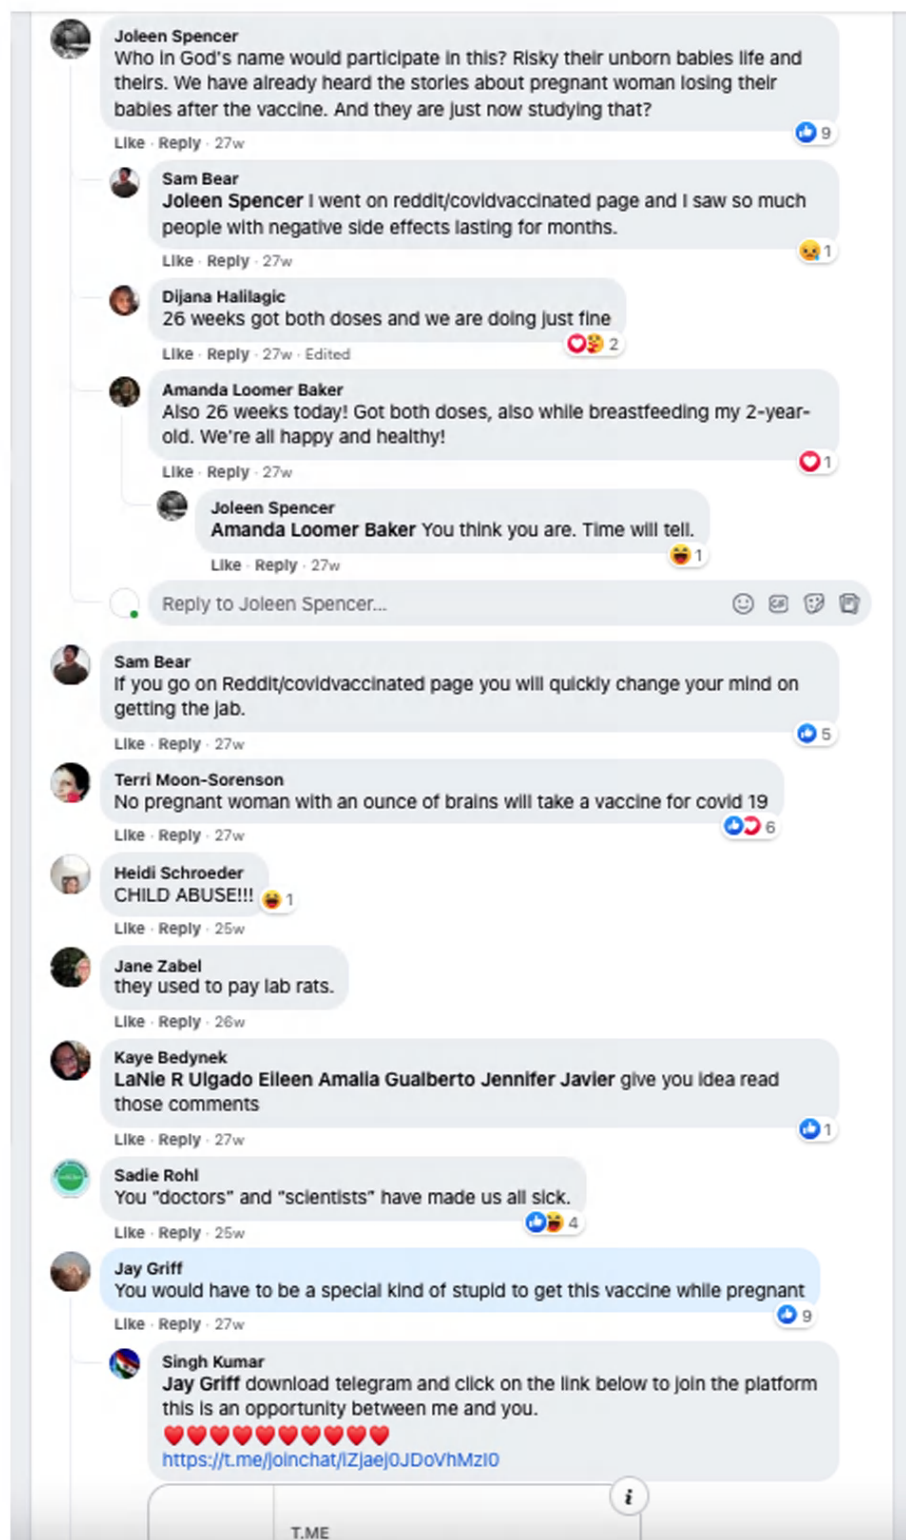 Joleen Spencer
Who in God's name would participate in this? Risky their unborn babies life and
theirs. We have already heard the stories about pregnant woman losing their
babies after the vaccine. And they are just now studying that?
9
Like · Reply · 27w
Sam Bear
Joleen Spencer I went on reddit/covidvaccinated page and I saw so much
people with negative side effects lasting for months.
1
Like · Reply · 27w
Dijana Halilagic
26 weeks got both doses and we are doing just fine
2
Like · Reply · 27w · Edited
Amanda Loomer Baker
Also 26 weeks today! Got both doses, also while breastfeeding my 2-year-
old. We're all happy and healthy!
1
Like · Reply · 27w
Joleen Spencer
Amanda Loomer Baker You think you are. Time will tell.
1
Like · Reply · 27w
Reply to Joleen Spencer...
GIF
Sam Bear
If you go on Reddit/covidvaccinated page you will quickly change your mind on
getting the jab.
5
Like · Reply · 27w
Terri Moon-Sorenson
No pregnant woman with an ounce of brains will take a vaccine for covid 19
6
Like · Reply · 27w
Heidi Schroeder
CHILD ABUSE!!!
1
Like · Reply · 25w
Jane Zabel
they used to pay lab rats.
Like · Reply · 26w
Kaye Bedynek
LaNie R Ulgado Eileen Amalia Gualberto Jennifer Javier give you idea read
those comments
1
Like · Reply · 27w
Sadie Rohl
You "doctors" and "scientists" have made us all sick.
4
Like · Reply · 25w
Jay Griff
You would have to be a special kind of stupid to get this vaccine while pregnant
9
Like · Reply · 27w
Singh Kumar
Jay Griff download telegram and click on the link below to join the platform
this is an opportunity between me and you.
❤️❤️❤️❤️❤️❤️❤️❤️❤️❤️
https://t.me/joinchat/IZjaej0JDoVhMzI0
i
T.ME